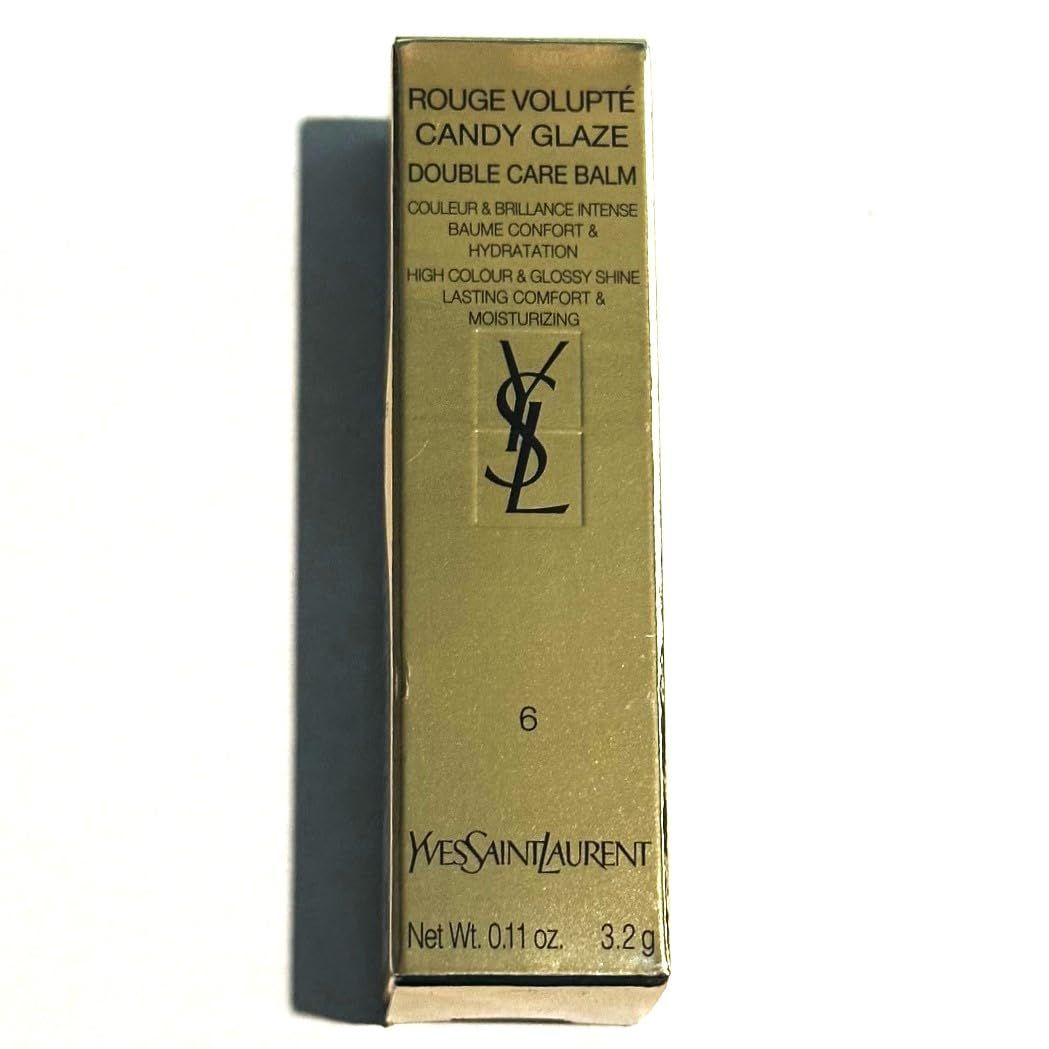 ROUGE VOLUPTÉ
CANDY GLAZE
DOUBLE CARE BALM
COULEUR & BRILLANCE INTENSE
BAUME CONFORT &
HYDRATATION
HIGH COLOUR & GLOSSY SHINE
LASTING COMFORT &
MOISTURIZING
YSL
6
YVESSAINTLAURENT
Net Wt. 0.11 oz. 3.2 g